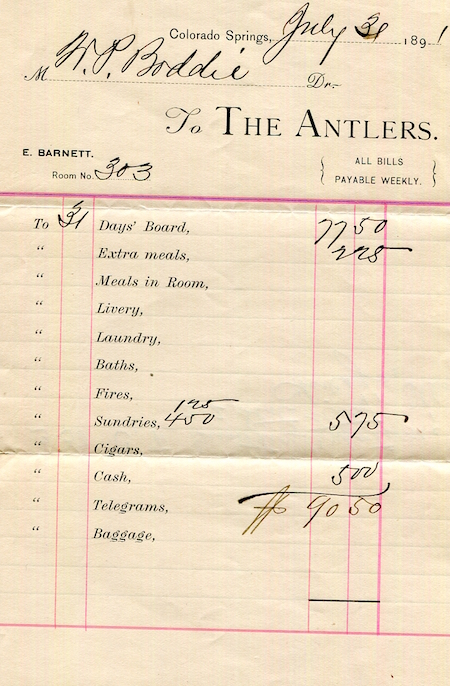 Colorado Springs, July 31 1891
M W. P. Boddie Dr.
To THE ANTLERS.
E. BARNETT.
ALL BILLS
Room No. 303
PAYABLE WEEKLY.
To 31 Days' Board, 77 50
" Extra meals, 2 25
" Meals in Room,
" Livery,
" Laundry,
" Baths,
" Fires,
1 25
" Sundries, 4 50 5 75
" Cigars,
" Cash, 5 00
" Telegrams, $ 90 50
" Baggage,